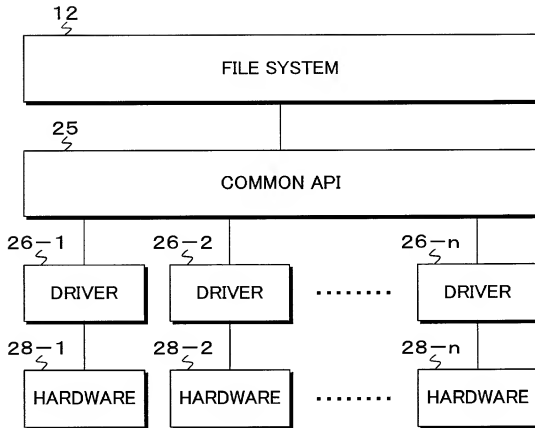 12
FILE SYSTEM
25
COMMON API
26-1 26-2 26-n
DRIVER DRIVER ........ DRIVER
28-1 28-2 28-n
HARDWARE HARDWARE ........ HARDWARE